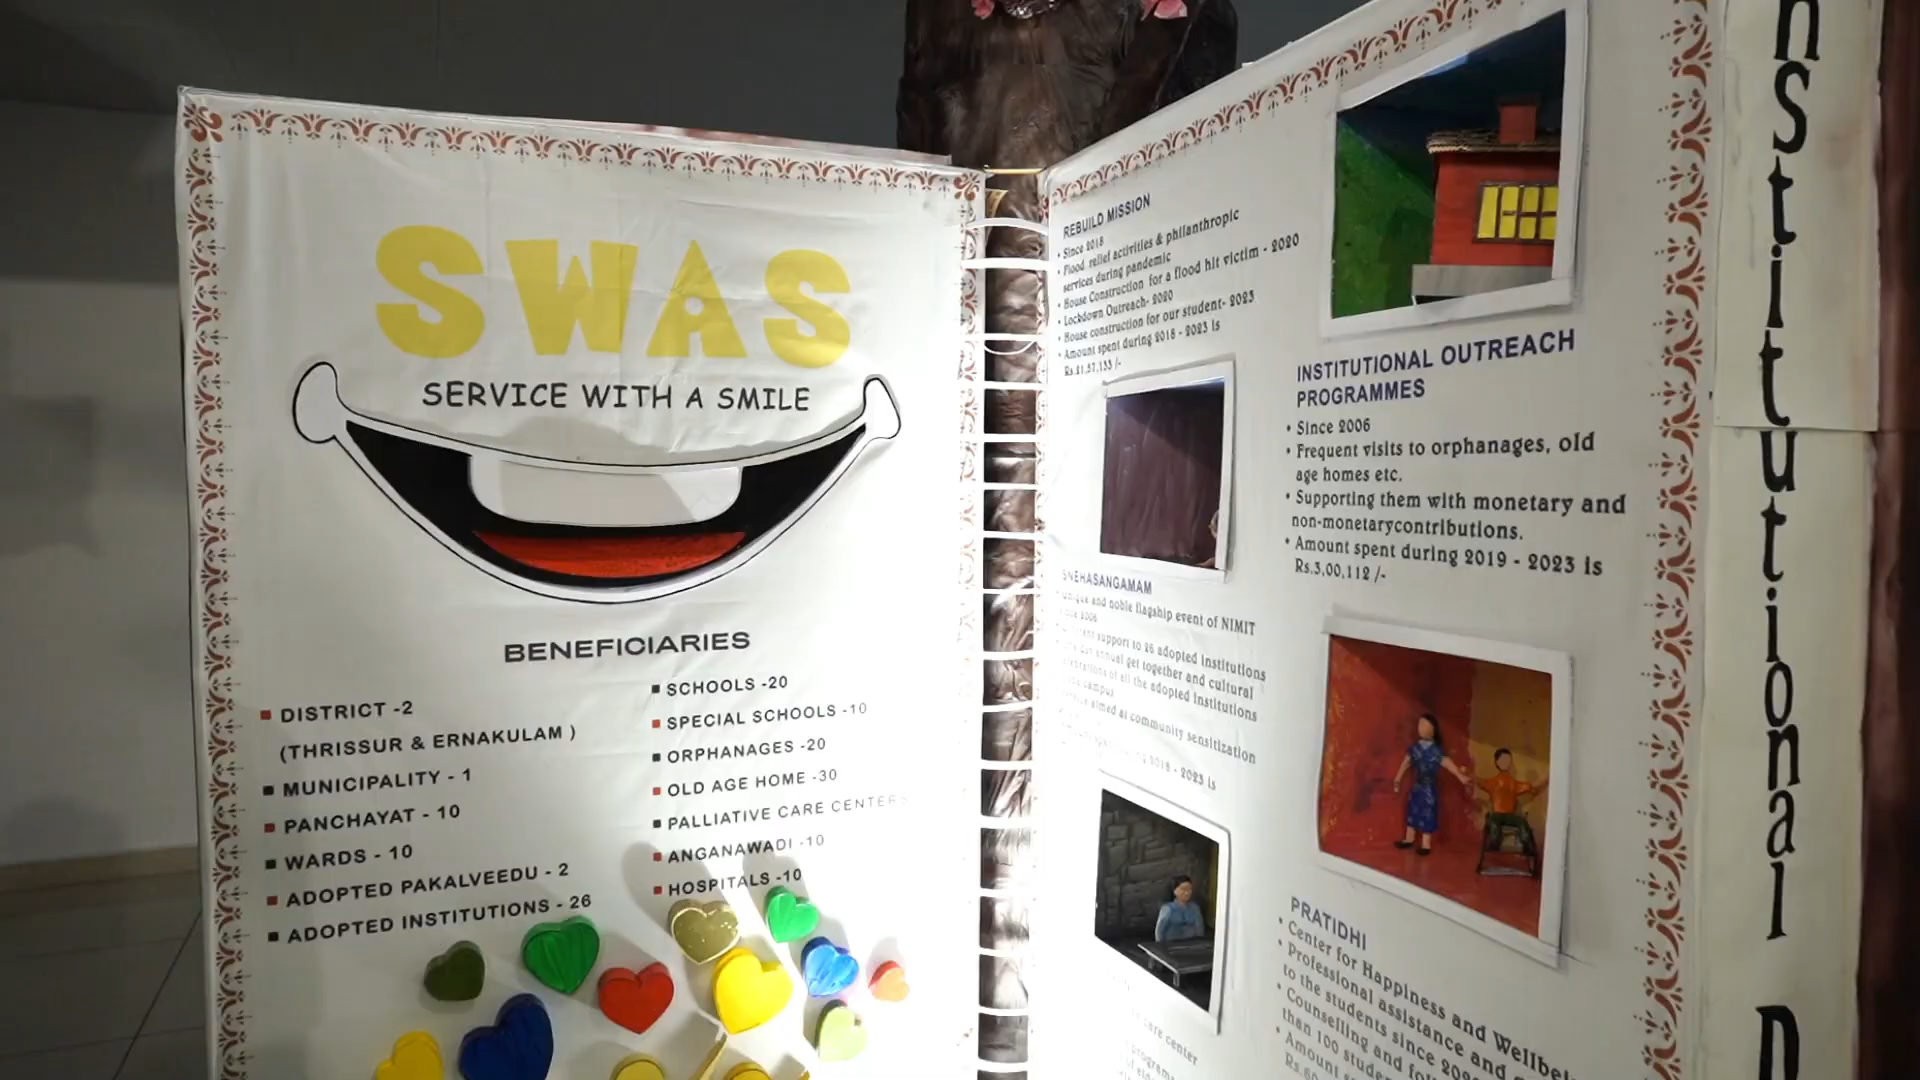 SWAS
SERVICE WITH A SMILE
BENEFICIARIES
DISTRICT -2
(THRISSUR & ERNAKULAM )
MUNICIPALITY - 1
PANCHAYAT - 10
WARDS - 10
ADOPTED PAKALVEEDU - 2
ADOPTED INSTITUTIONS - 26
SCHOOLS -20
SPECIAL SCHOOLS -10
ORPHANAGES -20
OLD AGE HOME -30
PALLIATIVE CARE CENTERS
ANGANAWADI -10
HOSPITALS -10
REBUILD MISSION
• Since 2018
• Flood relief activities & philanthropic
services during pandemic
• House Construction for a flood hit victim - 2020
• Lockdown Outreach- 2020
• House construction for our student- 2023
• Amount spent during 2018 - 2023 is
SNEHASANGAMAM
unique and noble flagship event of NIMIT
since 2006
support to 26 adopted institutions
annual get together and cultural
of all the adopted institutions
campus
aimed at community sensitization
2018 - 2023 is
care center
INSTITUTIONAL OUTREACH
PROGRAMMES
• Since 2006
• Frequent visits to orphanages, old
age homes etc.
• Supporting them with monetary and
non-monetarycontributions.
• Amount spent during 2019 - 2023 is
Rs.3,00,112 /-
PRATIDHI
• Center for Happiness and
• Professional assistance and
to the students since
• Counselling and
than 100
• Amount
nstitutional